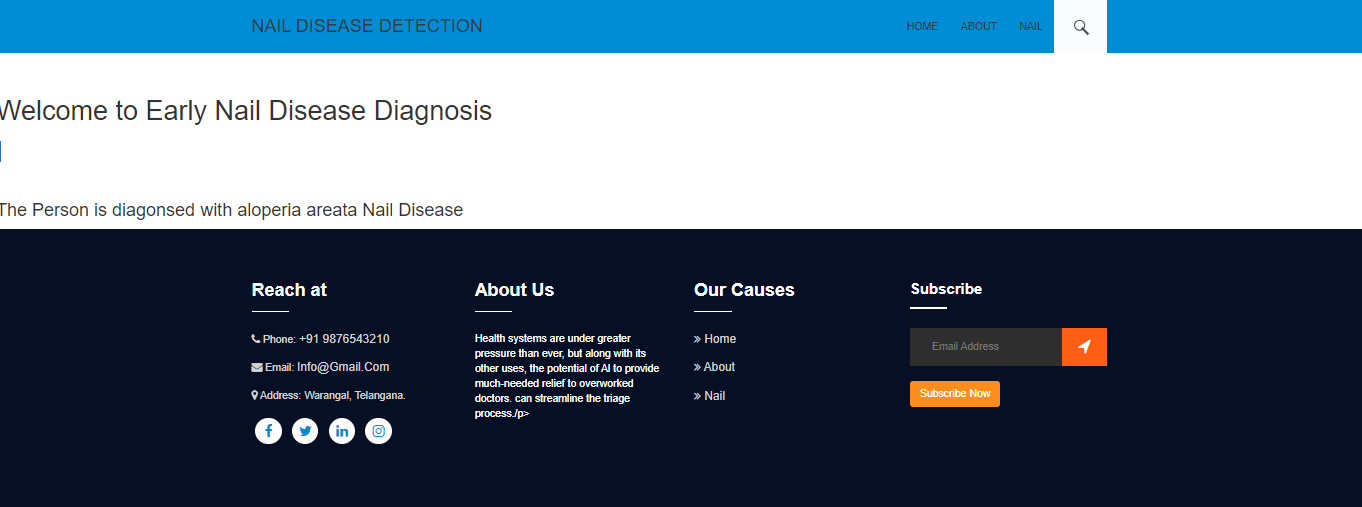 NAIL DISEASE DETECTION
HOME ABOUT NAIL
Welcome to Early Nail Disease Diagnosis
The Person is diagonsed with aloperia areata Nail Disease
Reach at
Phone: +91 9876543210
Email: Info@Gmail.Com
Address: Warangal, Telangana.
About Us
Health systems are under greater
pressure than ever, but along with its
other uses, the potential of AI to provide
much-needed relief to overworked
doctors. can streamline the triage
process./p>
Our Causes
» Home
» About
» Nail
Subscribe
Email Address
Subscribe Now